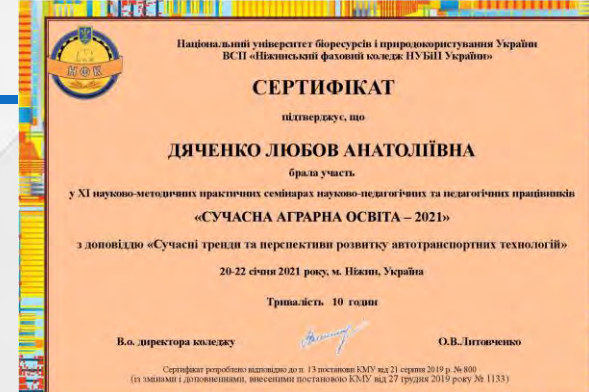 НФК
Національний університет біоресурсів і природокористування України
ВСП «Ніжинський фаховий коледж НУБіП України»
СЕРТИФІКАТ
підтверджує, що
ДЯЧЕНКО ЛЮБОВ АНАТОЛІЇВНА
брала участь
у XI науково-методичних практичних семінарах науково-педагогічних та педагогічних працівників
«СУЧАСНА АГРАРНА ОСВІТА – 2021»
з доповіддю «Сучасні тренди та перспективи розвитку автотранспортних технологій»
20-22 січня 2021 року, м. Ніжин, Україна
Тривалість 10 годин
В.о. директора коледжу О.В.Литовченко
Сертифікат розроблено відповідно до п. 13 постанови КМУ від 21 серпня 2019 р. № 800
(із змінами і доповненнями, внесеними постановою КМУ від 27 грудня 2019 року № 1133)